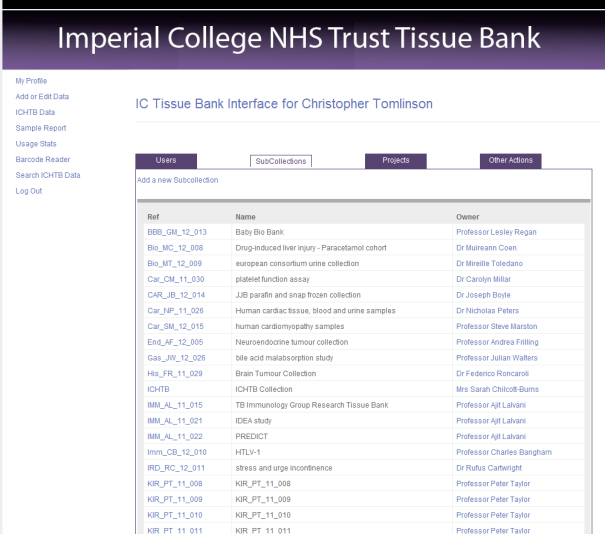 Imperial College NHS Trust Tissue Bank
My Profile
Add or Edit Data
ICHTB Data
Sample Report
Usage Stats
Barcode Reader
Search ICHTB Data
Log Out
IC Tissue Bank Interface for Christopher Tomlinson
Users SubCollections Projects Other Actions
Add a new Subcollection
Ref Name Owner
BBB_GM_12_013 Baby Bio Bank Professor Lesley Regan
Bio_MC_12_008 Drug-induced liver injury - Paracetamol cohort Dr Muireann Coen
Bio_MT_12_009 european consortium urine collection Dr Mireille Toledano
Car_CM_11_030 platelet function assay Dr Carolyn Millar
CAR_JB_12_014 JJB parafin and snap frozen collection Dr Joseph Boyle
Car_NP_11_026 Human cardiac tissue, blood and urine samples Dr Nicholas Peters
Car_SM_12_015 human cardiomyopathy samples Professor Steve Marston
End_AF_12_005 Neuroendocrine tumour collection Professor Andrea Frilling
Gas_JW_12_026 bile acid malabsorption study Professor Julian Walters
His_FR_11_029 Brain Tumour Collection Dr Federico Roncaroli
ICHTB ICHTB Collection Mrs Sarah Chilcott-Burns
IMM_AL_11_015 TB Immunology Group Research Tissue Bank Professor Ajit Lalvani
IMM_AL_11_021 IDEA study Professor Ajit Lalvani
IMM_AL_11_022 PREDICT Professor Ajit Lalvani
Imm_CB_12_010 HTLV-1 Professor Charles Bangham
IRD_RC_12_011 stress and urge incontinence Dr Rufus Cartwright
KIR_PT_11_008 KIR_PT_11_008 Professor Peter Taylor
KIR_PT_11_009 KIR_PT_11_009 Professor Peter Taylor
KIR_PT_11_010 KIR_PT_11_010 Professor Peter Taylor
KIR_PT_11_011 KIR_PT_11_011 Professor Peter Taylor